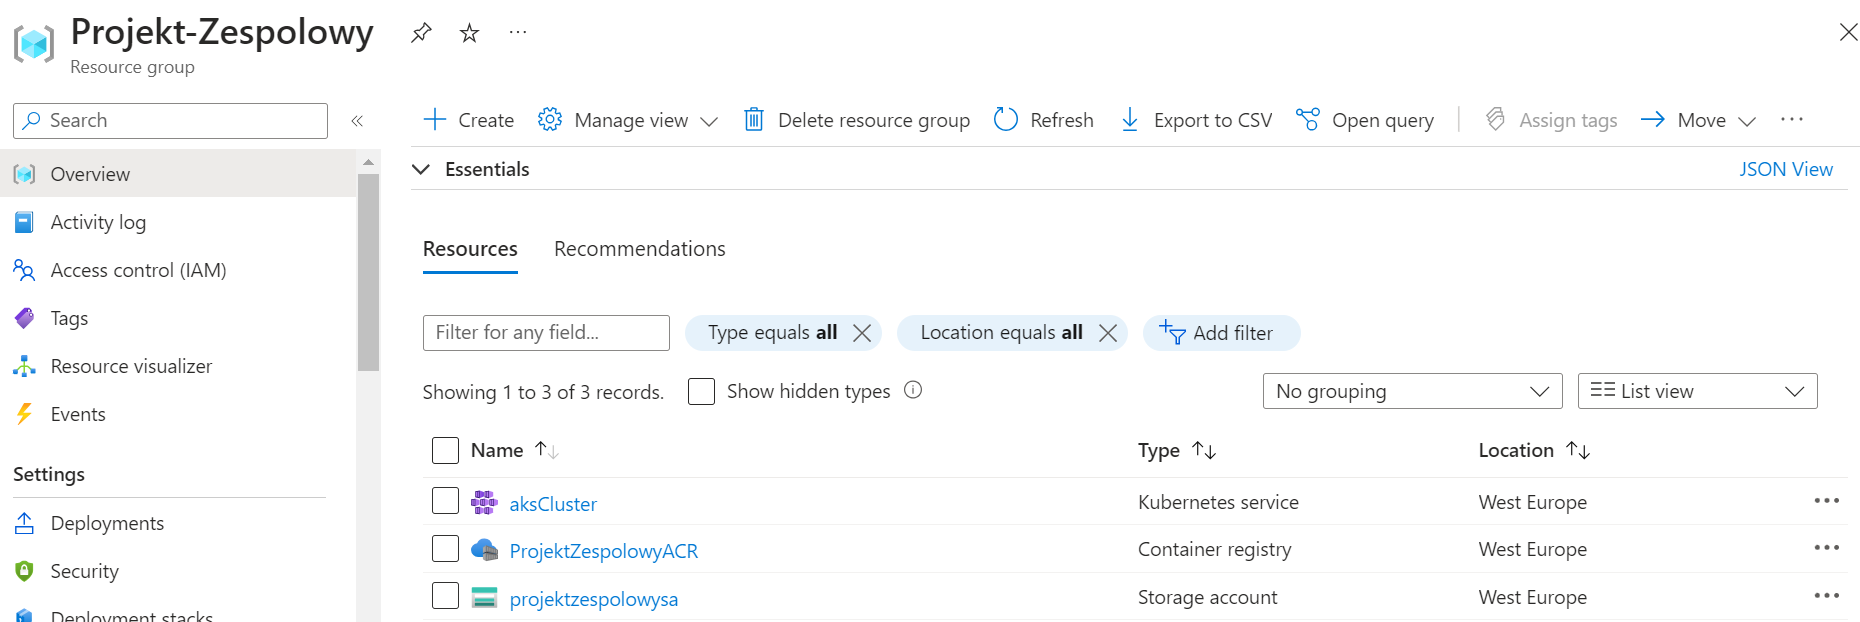 Projekt-Zespolowy
Resource group
Search
Overview
Activity log
Access control (IAM)
Tags
Resource visualizer
Events
Settings
Deployments
Security
Deployment stacks
Create
Manage view
Delete resource group
Refresh
Export to CSV
Open query
Assign tags
Move
Essentials
JSON View
Resources Recommendations
Filter for any field...
Type equals all
Location equals all
Add filter
Showing 1 to 3 of 3 records.
Show hidden types
No grouping
List view
Name Type Location
aksCluster Kubernetes service West Europe
ProjektZespolowyACR Container registry West Europe
projektzespolowysa Storage account West Europe